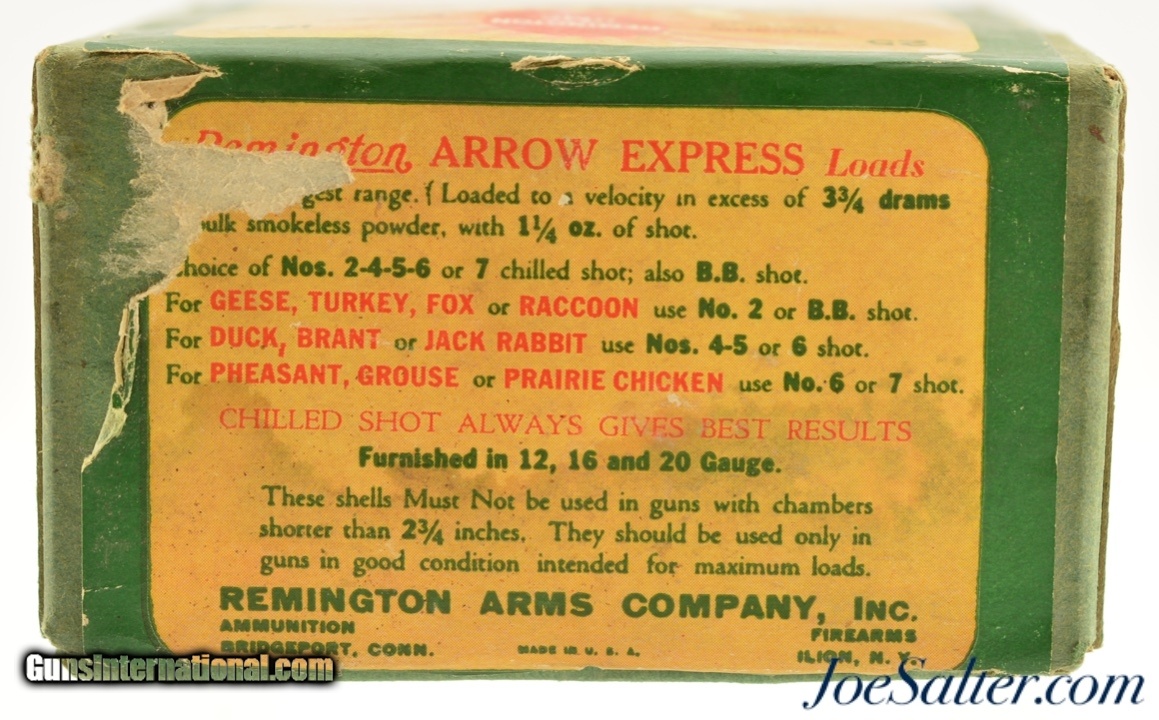 Remington ARROW EXPRESS Loads
gest range. { Loaded to a velocity in excess of 3¾ drams
bulk smokeless powder, with 1¼ oz. of shot.
Choice of Nos. 2-4-5-6 or 7 chilled shot; also B.B. shot.
For GEESE, TURKEY, FOX or RACCOON use No. 2 or B.B. shot.
For DUCK, BRANT or JACK RABBIT use Nos. 4-5 or 6 shot.
For PHEASANT, GROUSE or PRAIRIE CHICKEN use No. 6 or 7 shot.
CHILLED SHOT ALWAYS GIVES BEST RESULTS
Furnished in 12, 16 and 20 Gauge.
These shells Must Not be used in guns with chambers
shorter than 2¾ inches. They should be used only in
guns in good condition intended for maximum loads.
REMINGTON ARMS COMPANY, INC.
AMMUNITION FIREARMS
BRIDGEPORT, CONN. MADE IN U. S. A. ILION, N. Y.
Gunsinternational.com
JoeSalter.com